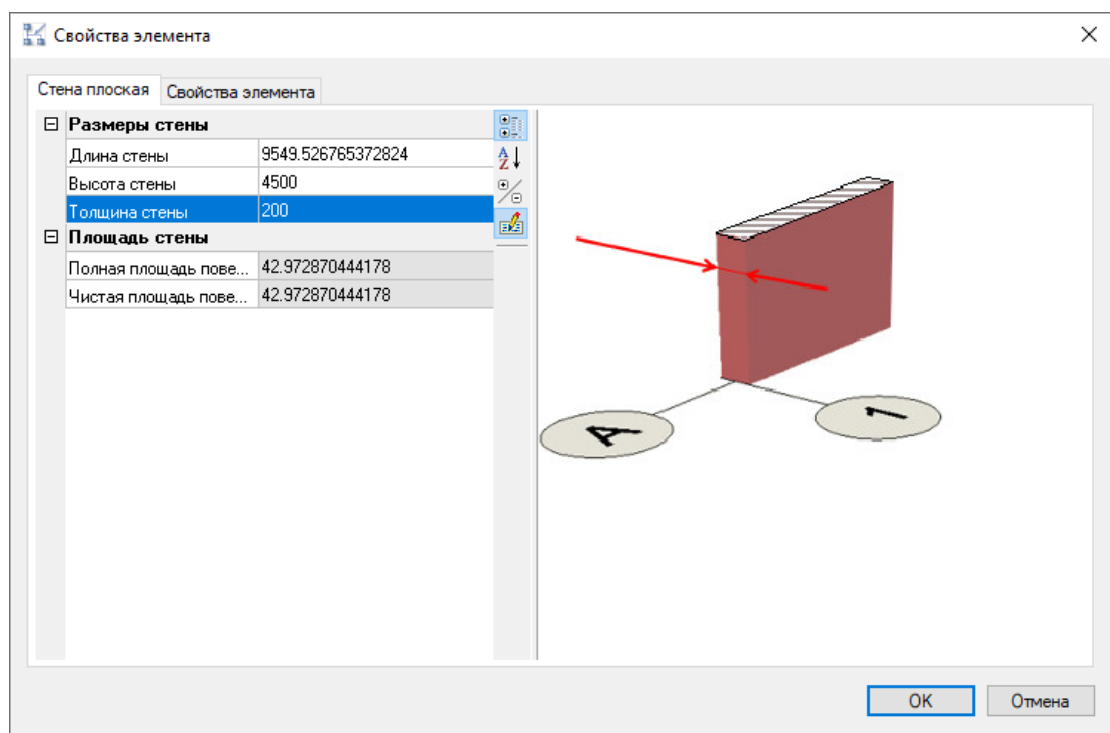 Свойства элемента
Стена плоская Свойства элемента
Размеры стены
Длина стены 9549.526765372824
Высота стены 4500
Толщина стены 200
Площадь стены
Полная площадь пове... 42.972870444178
Чистая площадь пове... 42.972870444178
A 1
OK Отмена